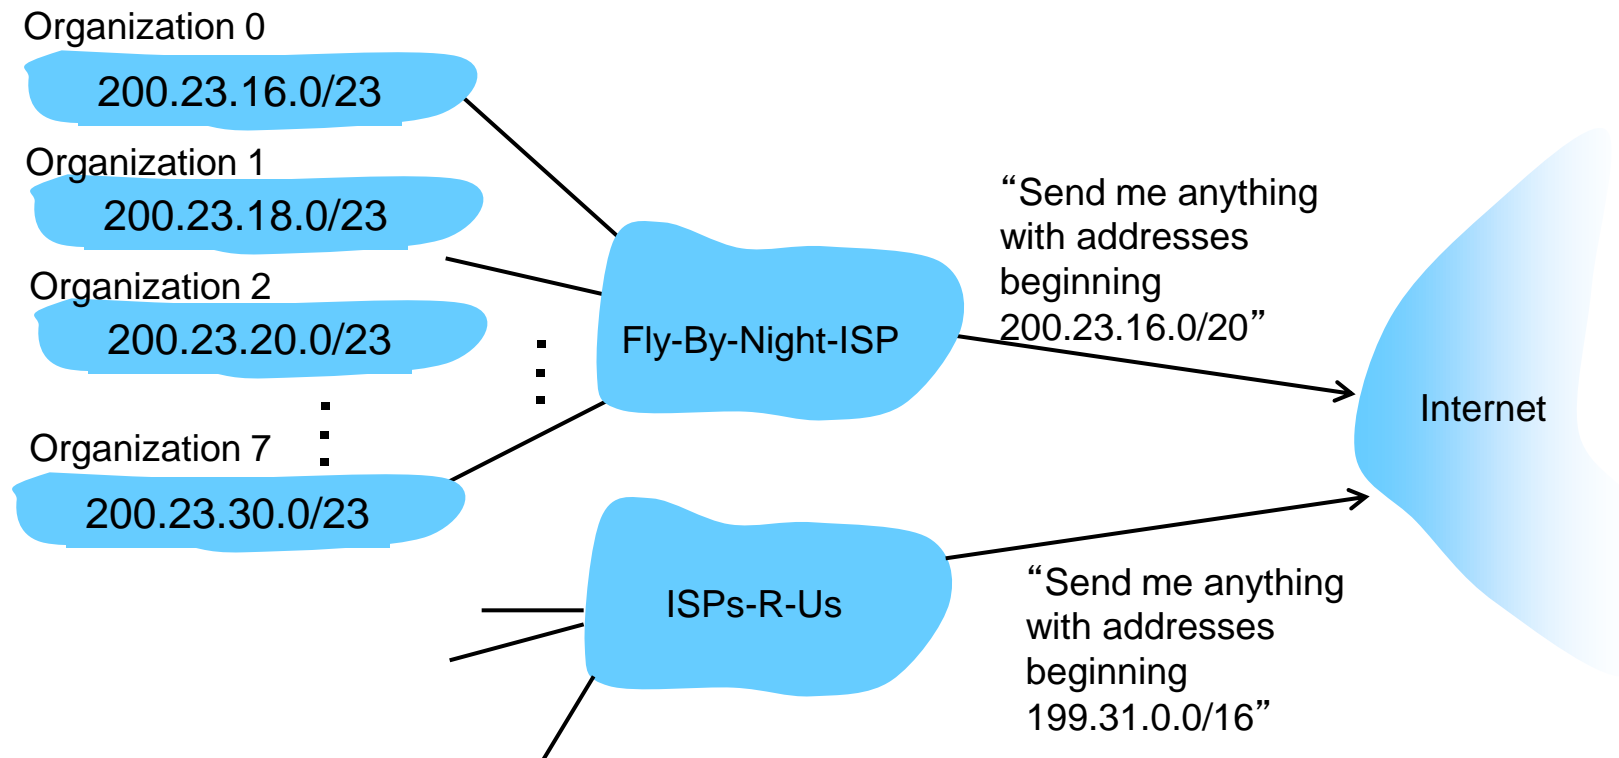 Organization 0
200.23.16.0/23
Organization 1
200.23.18.0/23
Organization 2
200.23.20.0/23
Organization 7
200.23.30.0/23
Fly-By-Night-ISP
“Send me anything
with addresses
beginning
200.23.16.0/20”
Internet
ISPs-R-Us
“Send me anything
with addresses
beginning
199.31.0.0/16”